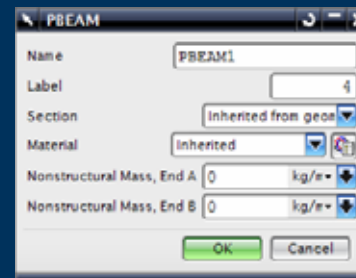 PBEAM
Name PBEAM1
Label 4
Section Inherited from geom
Material Inherited
Nonstructural Mass, End A 0 kg/m
Nonstructural Mass, End B 0 kg/m
OK Cancel